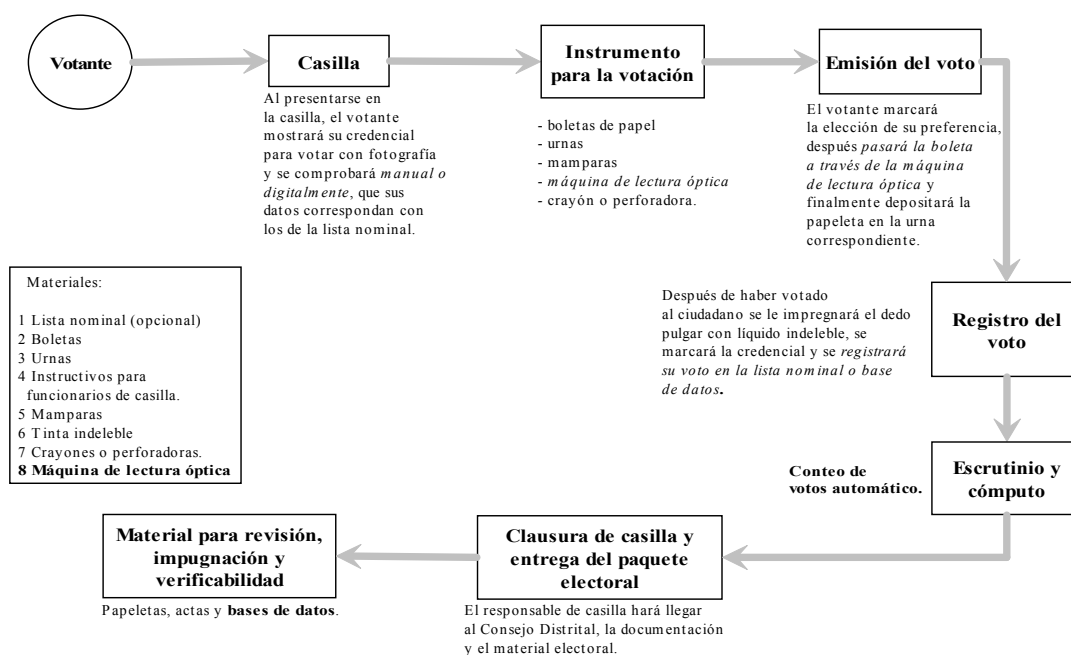 Votante
Casilla
Al presentarse en
la casilla, el votante
mostrará su credencial
para votar con fotografía
y se comprobará manual o
digitalmente, que sus
datos correspondan con
los de la lista nominal.
Instrumento
para la votación
- boletas de papel
- urnas
- mamparas
- máquina de lectura óptica
- crayón o perforadora.
Emisión del voto
El votante marcará
la elección de su preferencia,
después pasará la boleta
a través de la máquina
de lectura óptica y
finalmente depositará la
papeleta en la urna
correspondiente.
Registro del
voto
Después de haber votado
al ciudadano se le impregnará el dedo
pulgar con líquido indeleble, se
marcará la credencial y se registrará
su voto en la lista nominal o base
de datos.
Materiales:
1 Lista nominal (opcional)
2 Boletas
3 Urnas
4 Instructivos para
funcionarios de casilla.
5 Mamparas
6 Tinta indeleble
7 Crayones o perforadoras.
8 Máquina de lectura óptica
Escrutinio y
cómputo
Conteo de
votos automático.
Clausura de casilla y
entrega del paquete
electoral
El responsable de casilla hará llegar
al Consejo Distrital, la documentación
y el material electoral.
Material para revisión,
impugnación y
verificabilidad
Papeletas, actas y bases de datos.